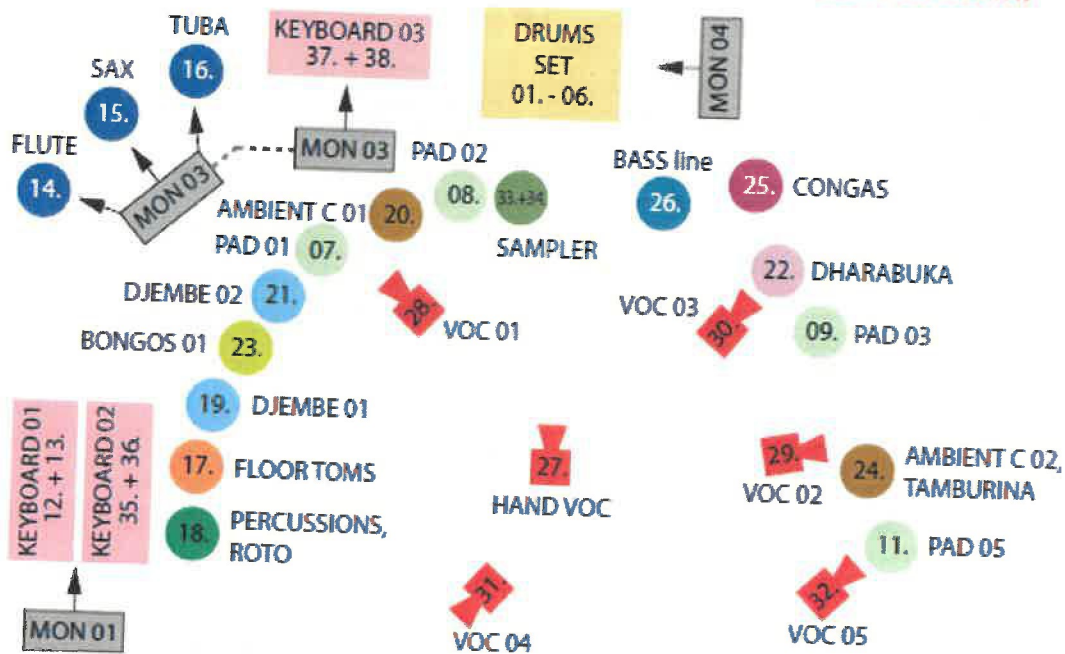 TUBA
16.
KEYBOARD 03
37. + 38.
DRUMS
SET
01. - 06.
MON 04
SAX
15.
FLUTE
14.
MON 03
MON 03
PAD 02
08.
33.+34.
SAMPLER
BASS line
26.
25.
CONGAS
AMBIENT C 01
20.
PAD 01
07.
22.
DHARABUKA
DJEMBE 02
21.
28.
VOC 01
VOC 03
30.
09.
PAD 03
BONGOS 01
23.
19.
DJEMBE 01
KEYBOARD 01
12. + 13.
KEYBOARD 02
35. + 36.
17.
FLOOR TOMS
27.
HAND VOC
29.
VOC 02
24.
AMBIENT C 02,
TAMBURINA
18.
PERCUSSIONS,
ROTO
11.
PAD 05
31.
VOC 04
32.
VOC 05
MON 01